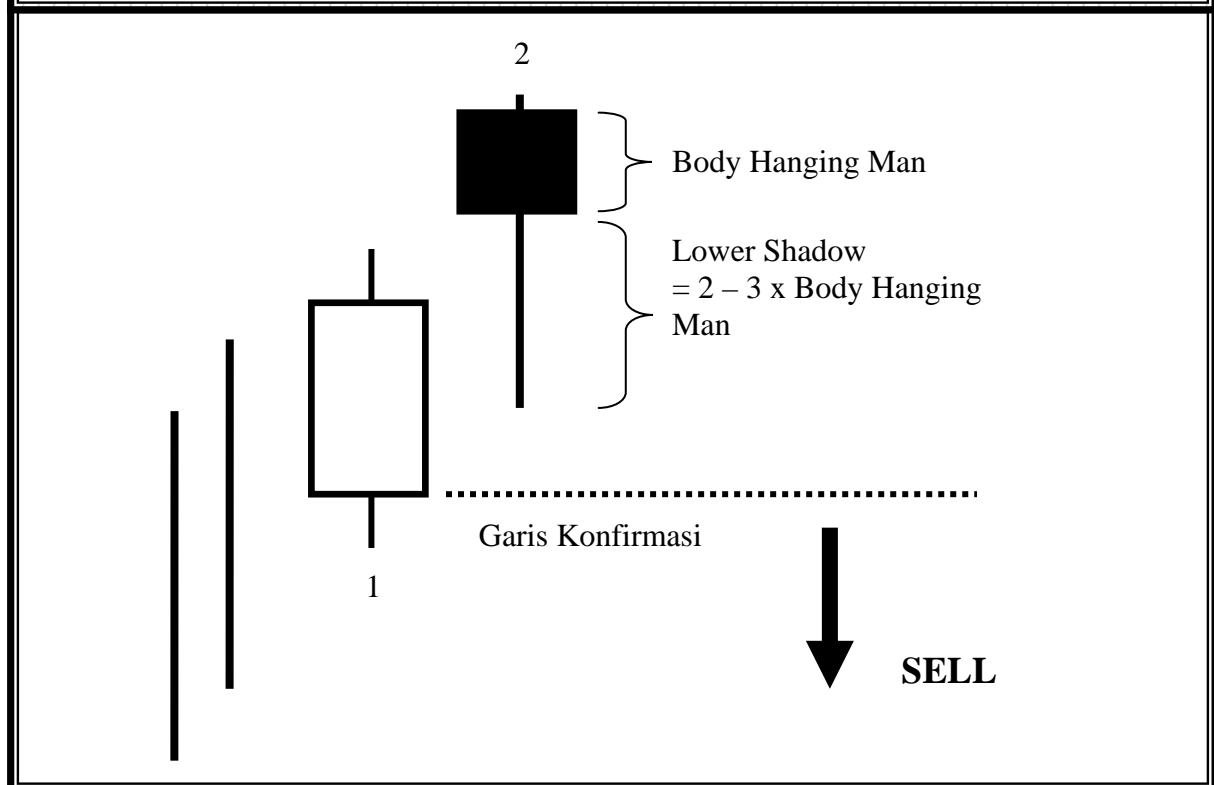 2
Body Hanging Man
Lower Shadow
= 2 – 3 x Body Hanging
Man
Garis Konfirmasi
1
SELL